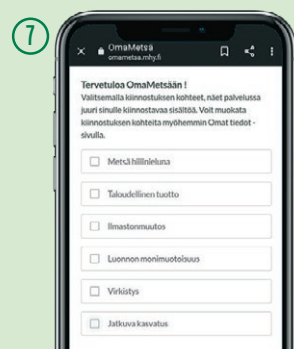 7
OmaMetsä
omametsa.mhy.fi
Tervetuloa OmaMetsään !
Valitsemalla kiinnostuksen kohteet, näet palvelussa
juuri sinulle kiinnostavaa sisältöä. Voit muokata
kiinnostuksen kohteita myöhemmin Omat tiedot -
sivulla.
Metsä hiilinieluna
Taloudellinen tuotto
Ilmastonmuutos
Luonnon monimuotoisuus
Virkistys
Jatkuva kasvatus